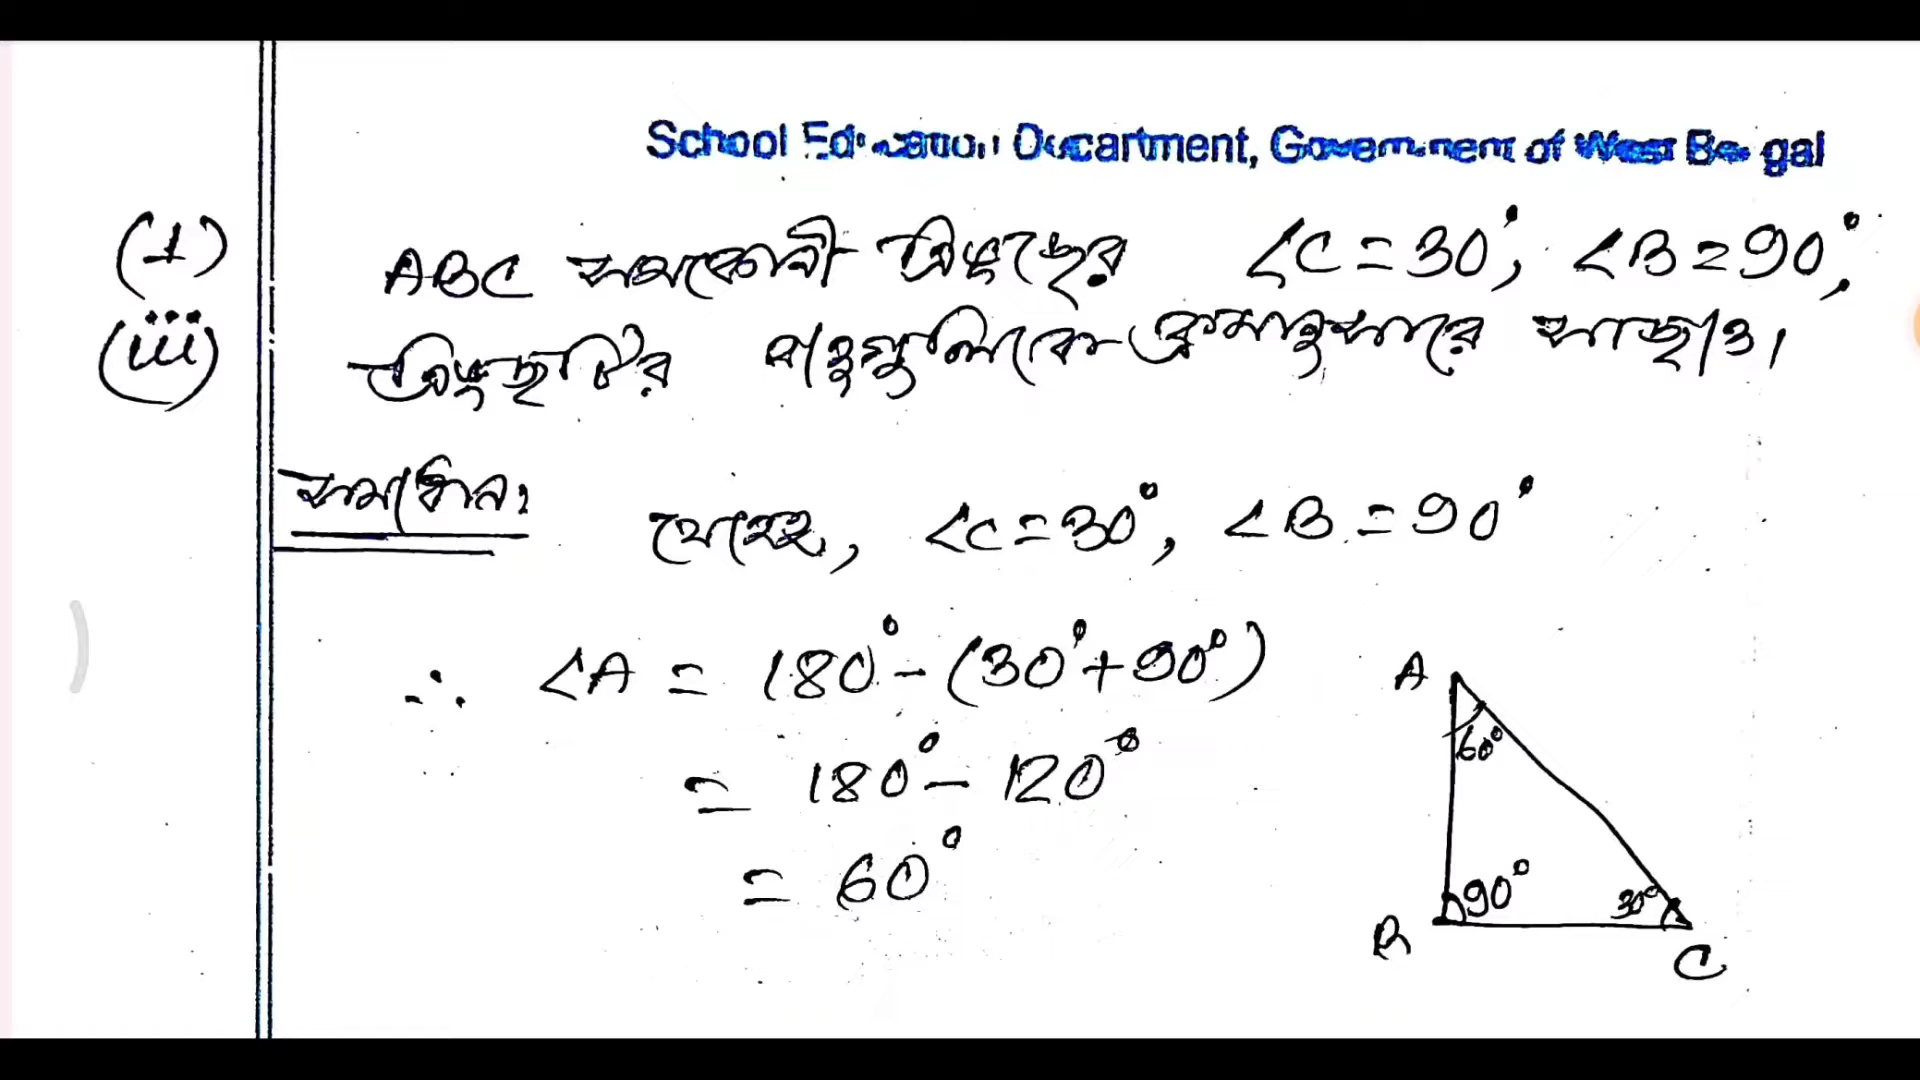 School Education Department, Government of West Bengal
(1) ABC সমকোনী ত্রিভুজের ∠C = 30°, ∠B = 90°,
(iii) ত্রিভুজটির বাহুগুলিকে ক্রমানুসারে সাজাও।
সমাধান: যেহেতু, ∠C = 30°, ∠B = 90°
∴ ∠A = 180° - (30° + 90°)
= 180° - 120°
= 60°
A
60°
90°
30°
B
C